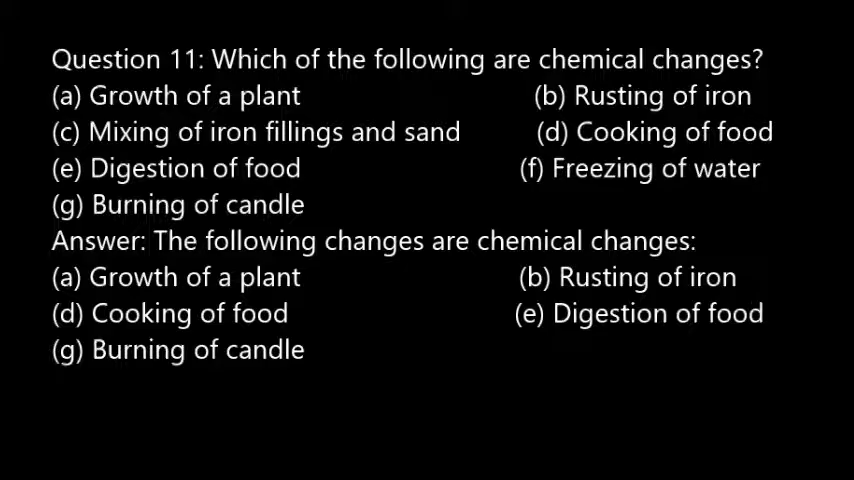 Question 11: Which of the following are chemical changes?
(a) Growth of a plant (b) Rusting of iron
(c) Mixing of iron fillings and sand (d) Cooking of food
(e) Digestion of food (f) Freezing of water
(g) Burning of candle
Answer: The following changes are chemical changes:
(a) Growth of a plant (b) Rusting of iron
(d) Cooking of food (e) Digestion of food
(g) Burning of candle